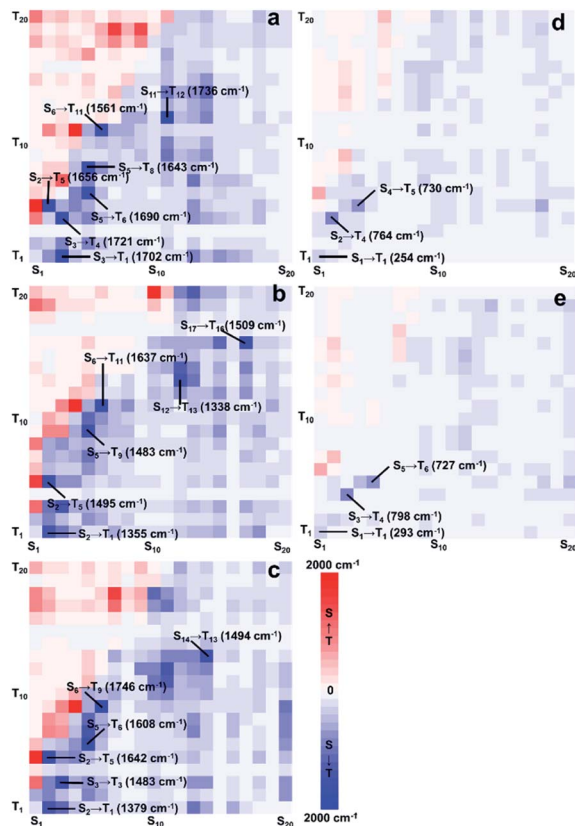 T20
a
S11→T12 (1736 cm-1)
S6→T11 (1561 cm-1)
T10
S5→T8 (1643 cm-1)
S2→T5 (1656 cm-1)
S5→T6 (1690 cm-1)
S3→T4 (1721 cm-1)
T1
S3→T1 (1702 cm-1)
S1
S10
S20
T20
b
S17→T16 (1509 cm-1)
S6→T11 (1637 cm-1)
T10
S12→T13 (1338 cm-1)
S5→T9 (1483 cm-1)
S2→T5 (1495 cm-1)
T1
S2→T1 (1355 cm-1)
S1
S10
S20
T20
c
S14→T13 (1494 cm-1)
T10
S6→T9 (1746 cm-1)
S5→T6 (1608 cm-1)
S2→T5 (1642 cm-1)
S3→T3 (1483 cm-1)
T1
S2→T1 (1379 cm-1)
S1
S10
S20
T20
d
T10
S4→T5 (730 cm-1)
S2→T4 (764 cm-1)
T1
S1→T1 (254 cm-1)
S1
S10
S20
T20
e
T10
S5→T6 (727 cm-1)
S3→T4 (798 cm-1)
T1
S1→T1 (293 cm-1)
S1
S10
S20
2000 cm-1
S
↑
T
0
S
↓
T
2000 cm-1